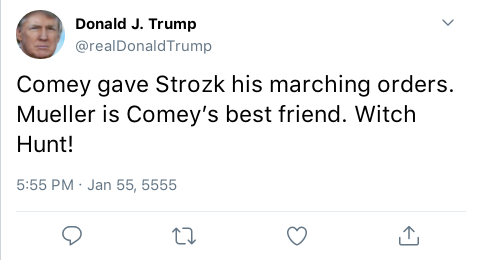 Donald J. Trump
@realDonaldTrump
Comey gave Strozk his marching orders.
Mueller is Comey’s best friend. Witch
Hunt!
5:55 PM · Jan 55, 5555